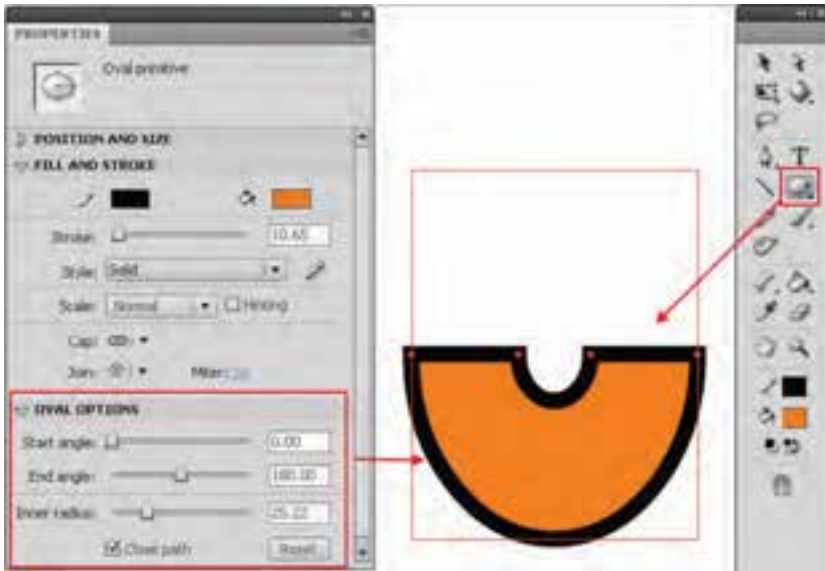 PROPERTIES
Oval primitive
POSITION AND SIZE
FILL AND STROKE
Stroke: 10.65
Style: Solid
Scale: Normal Hinting
Cap:
Join: Miter:
OVAL OPTIONS
Start angle: 0.00
End angle: 180.00
Inner radius: 25.22
Close path Reset
T